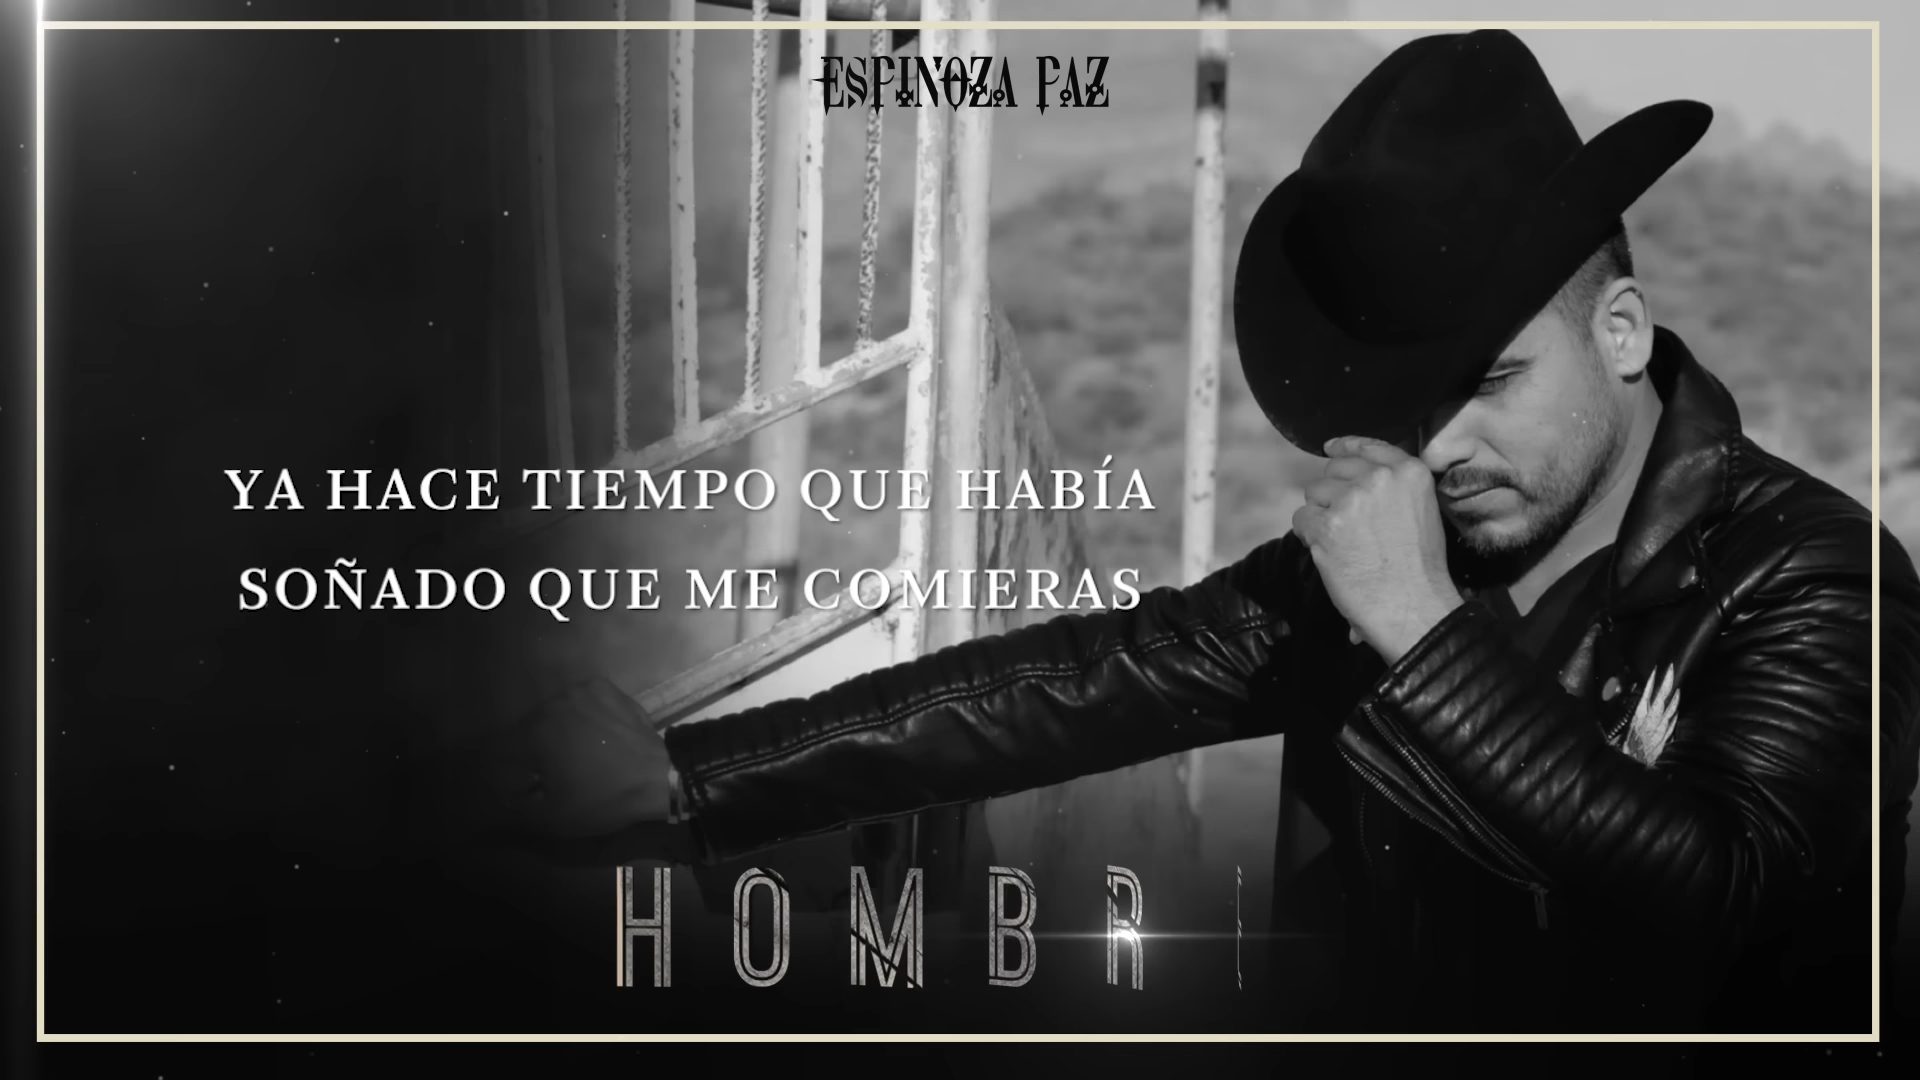 ESPINOZA PAZ
YA HACE TIEMPO QUE HABÍA
SOÑADO QUE ME COMIERAS
HOMBR